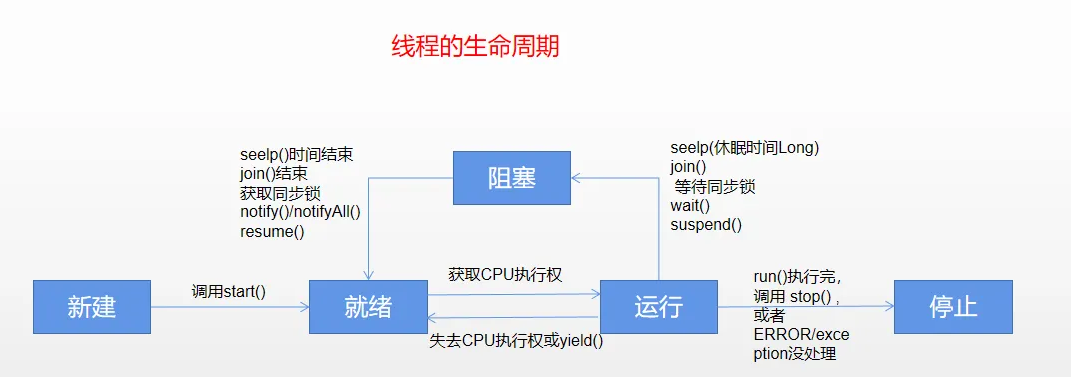 线程的生命周期
seelp()时间结束
join()结束
获取同步锁
notify()/notifyAll()
resume()
阻塞
seelp(休眠时间Long)
join()
等待同步锁
wait()
suspend()
新建
调用start()
就绪
获取CPU执行权
失去CPU执行权或yield()
运行
run()执行完，
调用 stop() ，
或者
ERROR/exce
ption没处理
停止